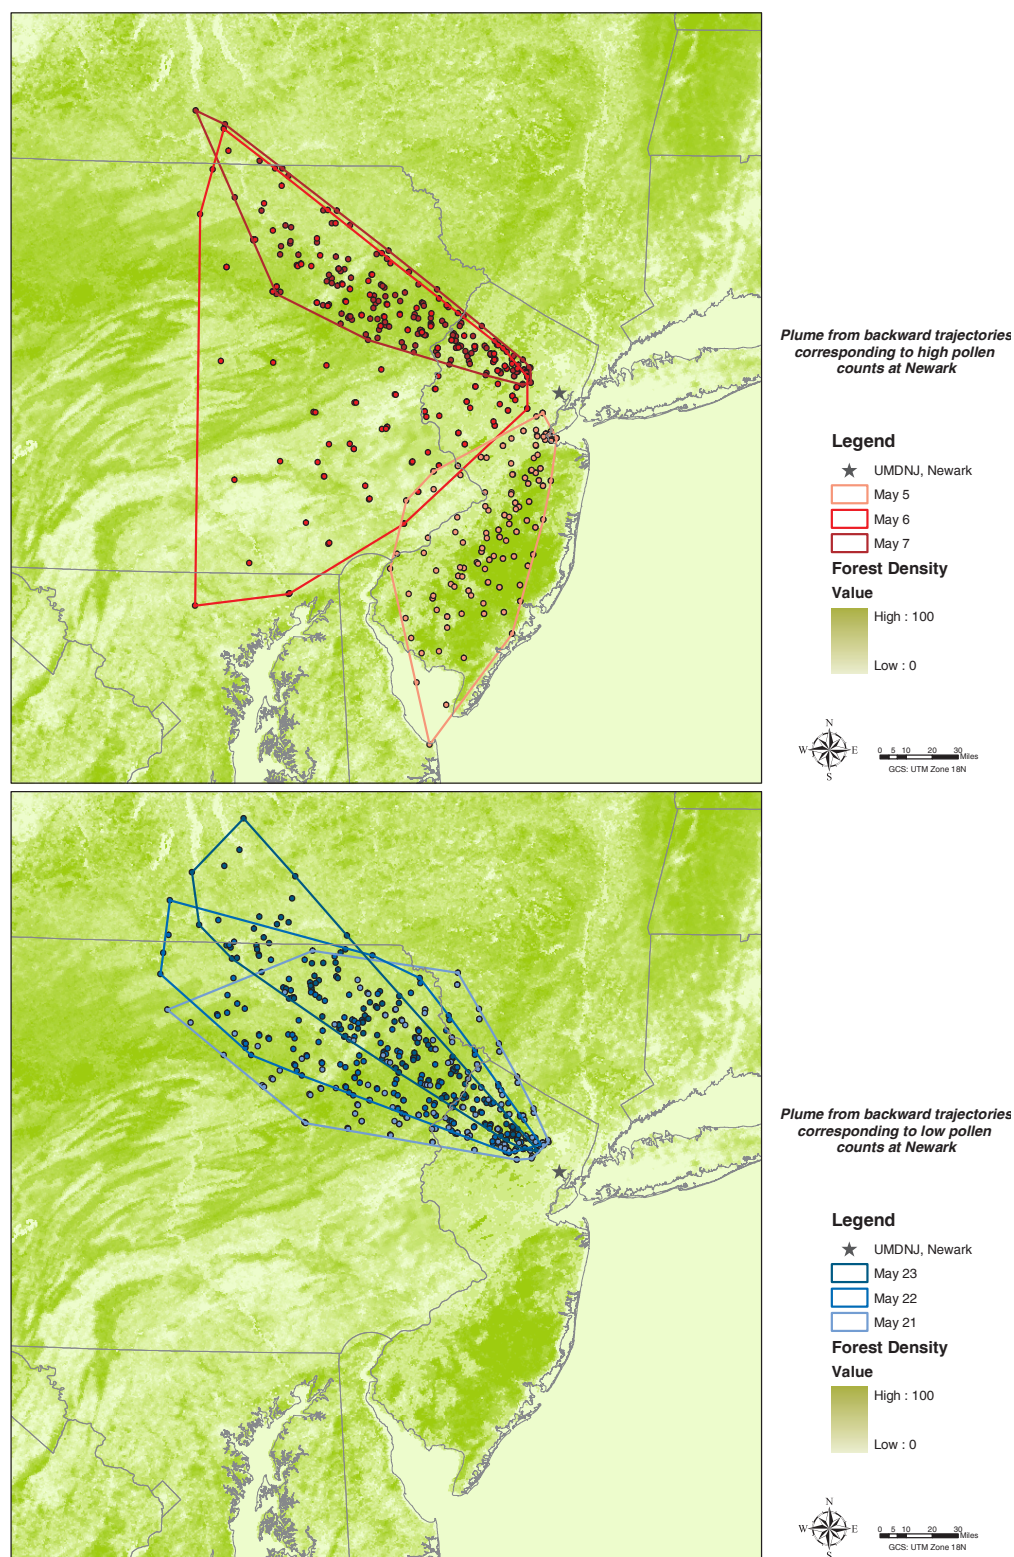 Plume from backward trajectories
corresponding to high pollen
counts at Newark
Legend
UMDNJ, Newark
May 5
May 6
May 7
Forest Density
Value
High : 100
Low : 0
N
W
E
S
0 5 10 20 30
Miles
GCS: UTM Zone 18N
Plume from backward trajectories
corresponding to low pollen
counts at Newark
Legend
UMDNJ, Newark
May 23
May 22
May 21
Forest Density
Value
High : 100
Low : 0
N
W
E
S
0 5 10 20 30
Miles
GCS: UTM Zone 18N